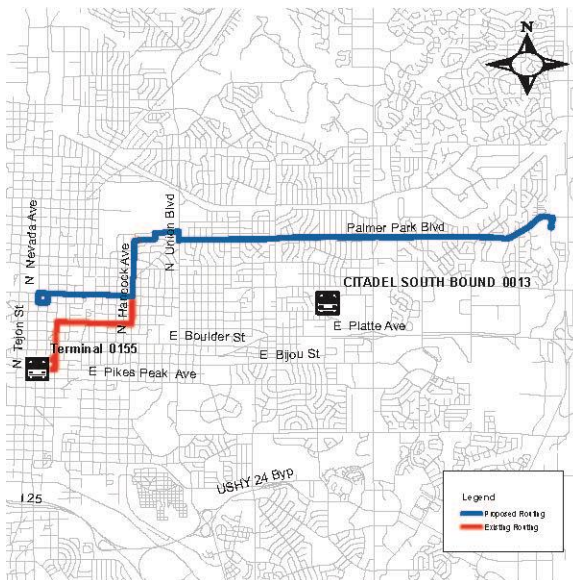 N
N Nevada Ave
N Union Blvd
Palmer Park Blvd
N Hancock Ave
CITADEL SOUTH BOUND 0013
N Tejon St
E Platte Ave
E Boulder St
Terminal 0155
E Bijou St
E Pikes Peak Ave
USHY 24 Byp
I 25
Legend
Proposed Routing
Existing Routing